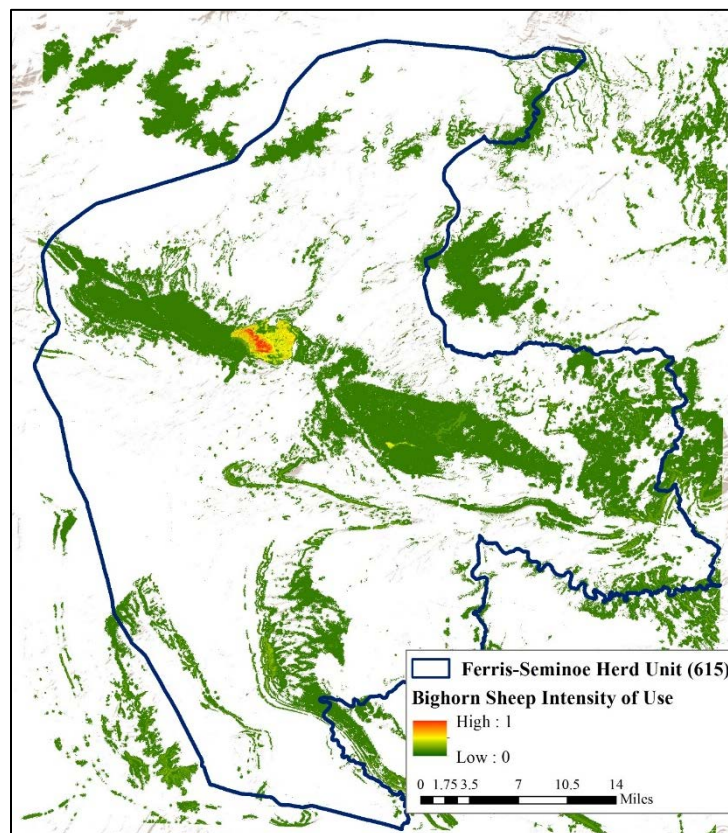 Ferris-Seminoe Herd Unit (615)
Bighorn Sheep Intensity of Use
High : 1
Low : 0
0 1.75 3.5 7 10.5 14
Miles